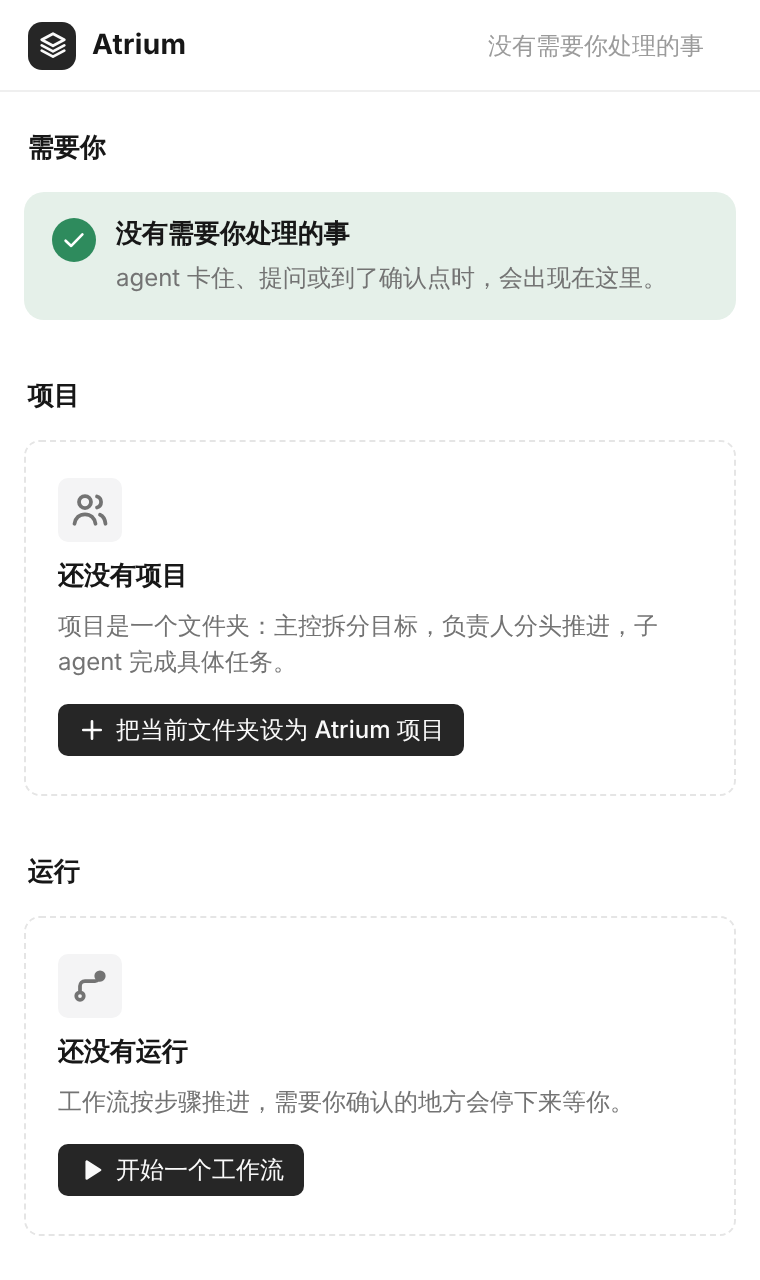 Atrium
没有需要你处理的事
需要你
没有需要你处理的事
agent 卡住、提问或到了确认点时，会出现在这里。
项目
还没有项目
项目是一个文件夹：主控拆分目标，负责人分头推进，子
agent 完成具体任务。
把当前文件夹设为 Atrium 项目
运行
还没有运行
工作流按步骤推进，需要你确认的地方会停下来等你。
开始一个工作流